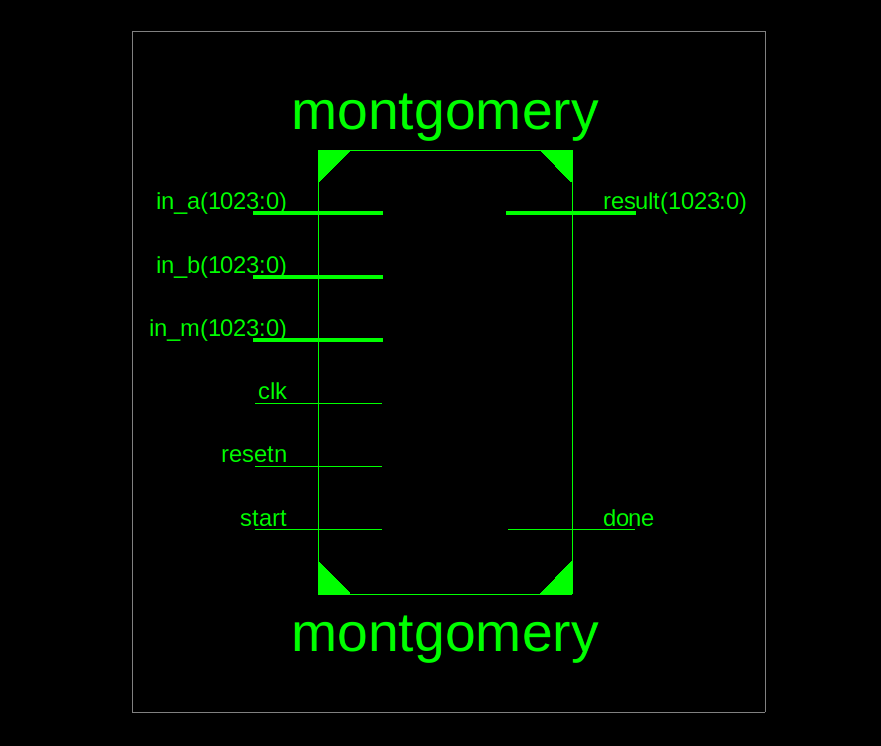 montgomery
in_a(1023:0)
result(1023:0)
in_b(1023:0)
in_m(1023:0)
clk
resetn
start
done
montgomery